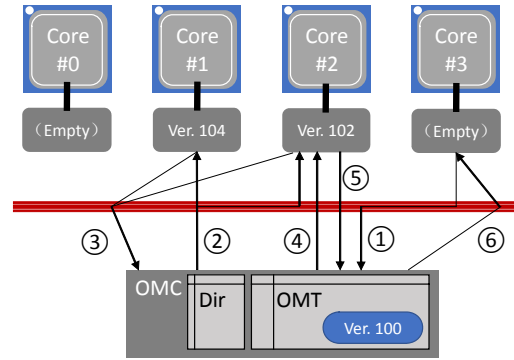 Core #0
Core #1
Core #2
Core #3
（Empty）
Ver. 104
Ver. 102
（Empty）
⑤
③
②
④
①
⑥
OMC
Dir
OMT
Ver. 100